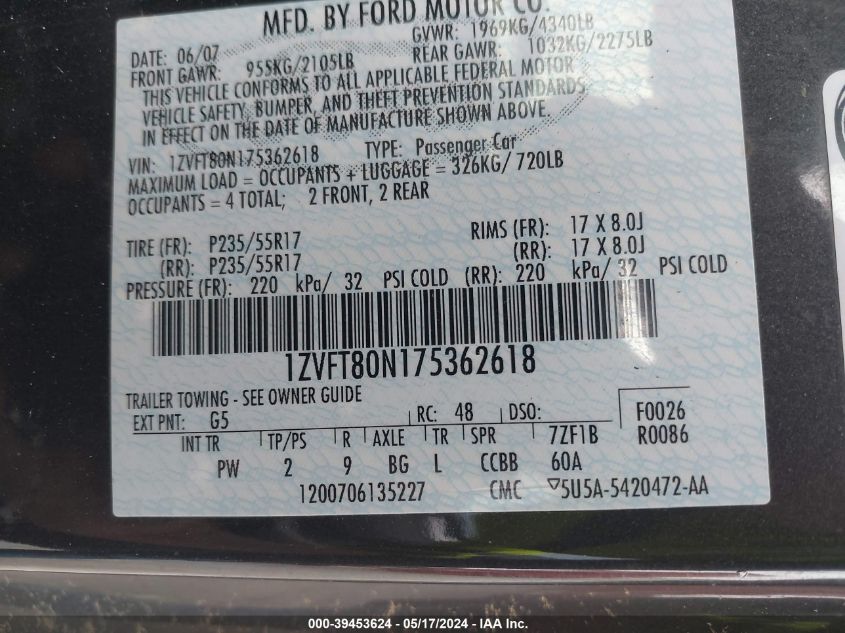 MFD. BY FORD MOTOR CO.
DATE: 06/07 GVWR: 1969KG/4340LB
FRONT GAWR: 955KG/2105LB REAR GAWR: 1032KG/2275LB
THIS VEHICLE CONFORMS TO ALL APPLICABLE FEDERAL MOTOR
VEHICLE SAFETY, BUMPER, AND THEFT PREVENTION STANDARDS
IN EFFECT ON THE DATE OF MANUFACTURE SHOWN ABOVE.
VIN: 1ZVFT80N175362618 TYPE: Passenger Car
MAXIMUM LOAD = OCCUPANTS + LUGGAGE = 326KG/ 720LB
OCCUPANTS = 4 TOTAL; 2 FRONT, 2 REAR
TIRE (FR): P235/55R17 RIMS (FR): 17 X 8.0J
(RR): P235/55R17 (RR): 17 X 8.0J
PRESSURE (FR): 220 kPa/ 32 PSI COLD (RR): 220 kPa/ 32 PSI COLD
1ZVFT80N175362618
TRAILER TOWING - SEE OWNER GUIDE
EXT PNT: G5 RC: 48 DSO: F0026
INT TR TP/PS R AXLE TR SPR 7ZF1B R0086
PW 2 9 BG L CCBB 60A
1200706135227 CMC ▽5U5A-5420472-AA
000-39453624 - 05/17/2024 - IAA Inc.